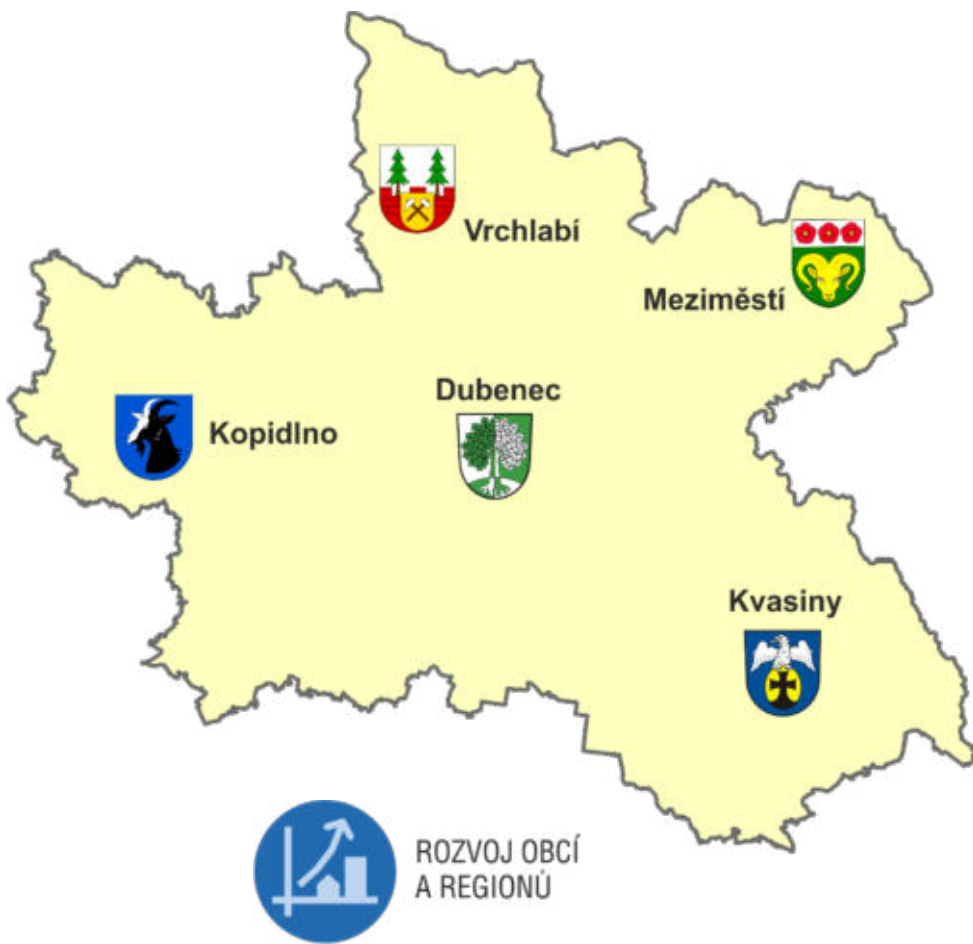 Vrchlabí
Meziměstí
Dubenec
Kopidlno
Kvasiny
ROZVOJ OBCÍ
A REGIONŮ